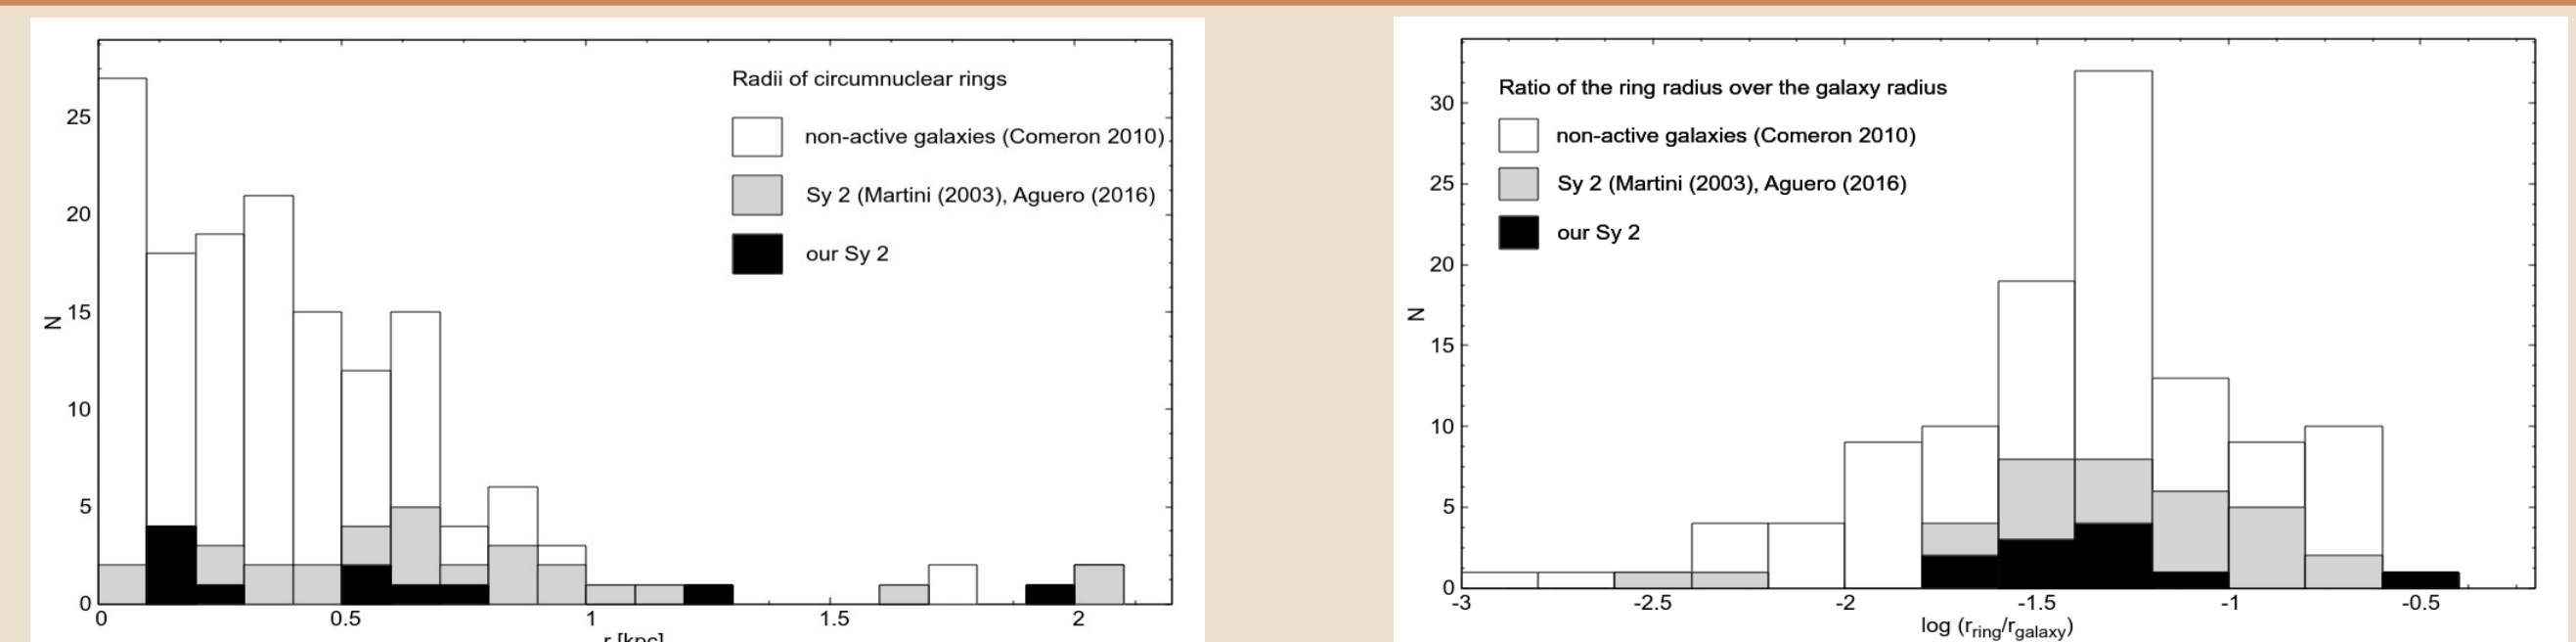 Radii of circumnuclear rings
non-active galaxies (Comeron 2010)
Sy 2 (Martini (2003), Aguero (2016)
our Sy 2
N
25
20
15
10
5
0
0 0.5 1 1.5 2
r [kpc]
Ratio of the ring radius over the galaxy radius
non-active galaxies (Comeron 2010)
Sy 2 (Martini (2003), Aguero (2016)
our Sy 2
N
30
25
20
15
10
5
0
-3 -2.5 -2 -1.5 -1 -0.5
log (rring/rgalaxy)